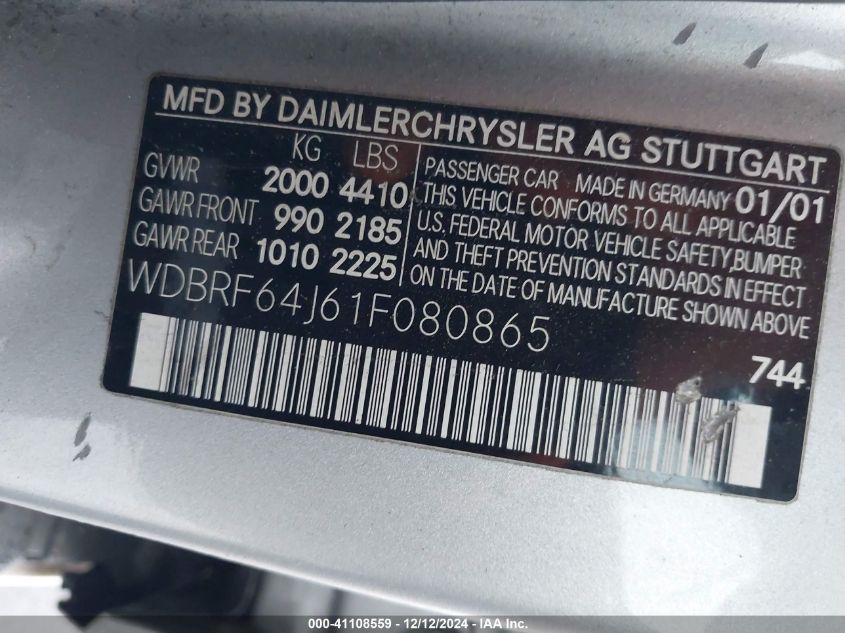 MFD BY DAIMLERCHRYSLER AG STUTTGART
KG LBS
GVWR 2000 4410
GAWR FRONT 990 2185
GAWR REAR 1010 2225
PASSENGER CAR MADE IN GERMANY 01/01
THIS VEHICLE CONFORMS TO ALL APPLICABLE
U.S. FEDERAL MOTOR VEHICLE SAFETY,BUMPER
AND THEFT PREVENTION STANDARDS IN EFFECT
ON THE DATE OF MANUFACTURE SHOWN ABOVE
WDBRF64J61F080865
744
000-41108559 / 12/12/2024 - IAA Inc.